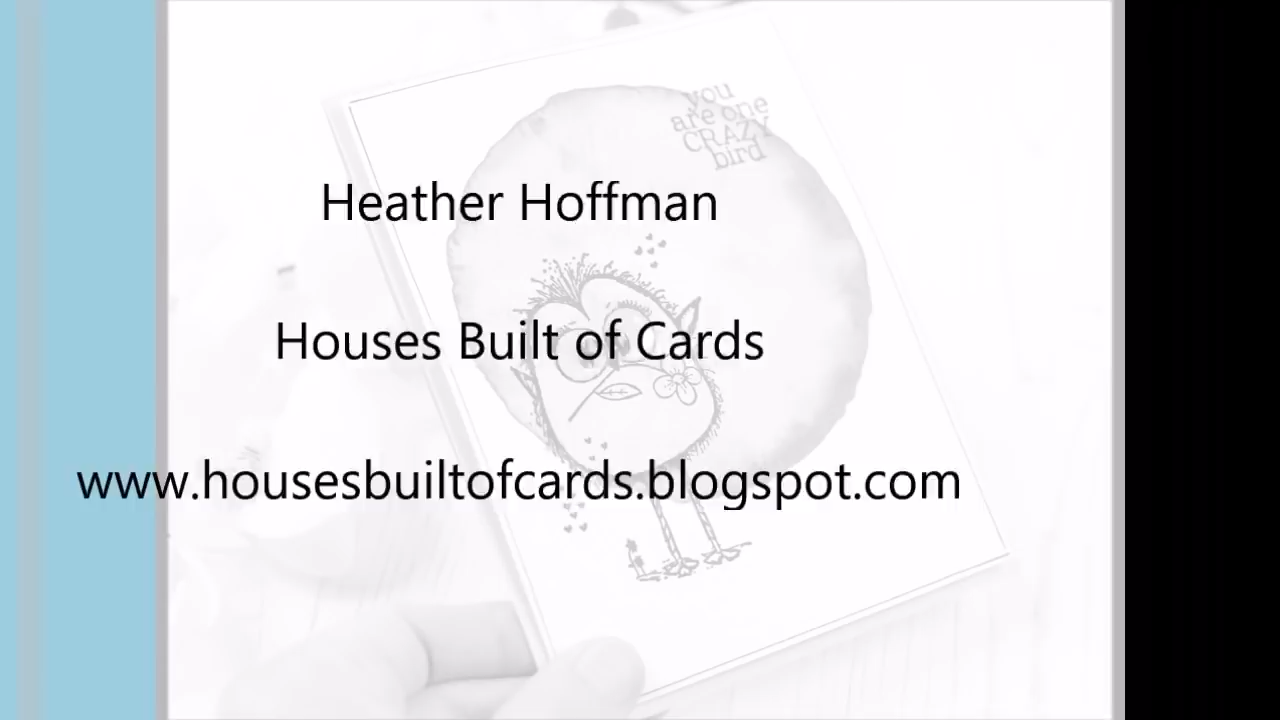 you
are one
CRAZY
bird
Heather Hoffman
Houses Built of Cards
www.housesbuiltofcards.blogspot.com